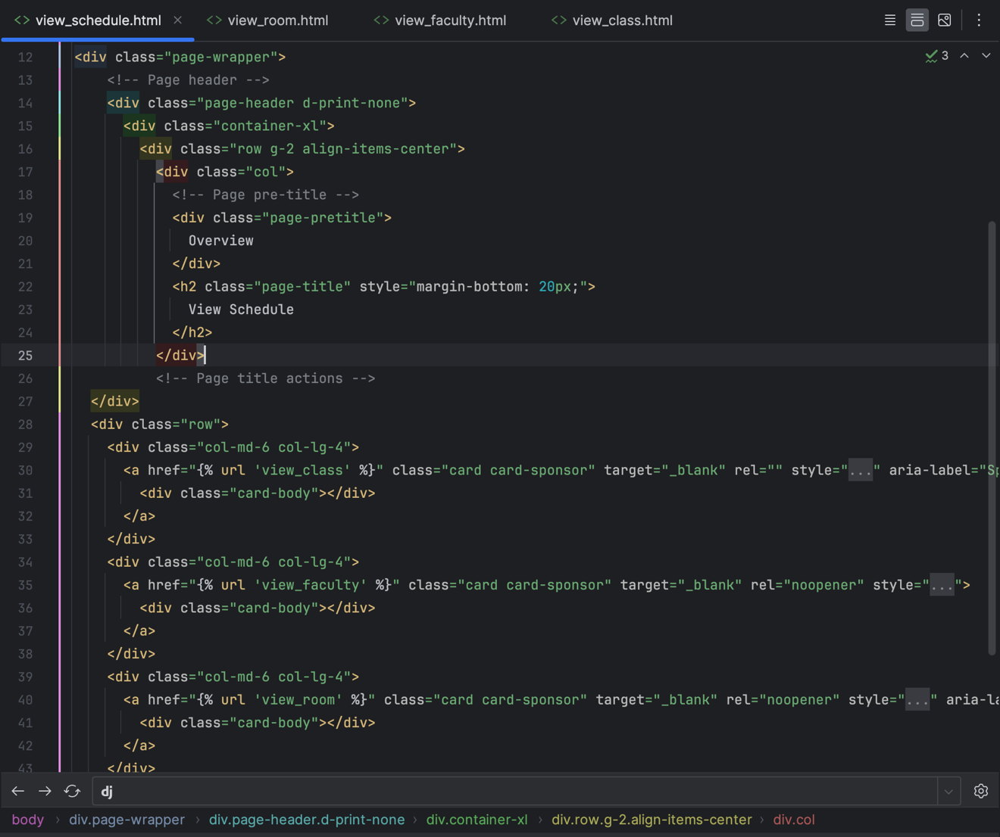 view_schedule.html view_room.html view_faculty.html view_class.html
12 <div class="page-wrapper"> 3
13 <!-- Page header -->
14 <div class="page-header d-print-none">
15 <div class="container-xl">
16 <div class="row g-2 align-items-center">
17 <div class="col">
18 <!-- Page pre-title -->
19 <div class="page-pretitle">
20 Overview
21 </div>
22 <h2 class="page-title" style="margin-bottom: 20px;">
23 View Schedule
24 </h2>
25 </div>
26 <!-- Page title actions -->
27 </div>
28 <div class="row">
29 <div class="col-md-6 col-lg-4">
30 <a href="{% url 'view_class' %}" class="card card-sponsor" target="_blank" rel="" style="..." aria-label="Sp
31 <div class="card-body"></div>
32 </a>
33 </div>
34 <div class="col-md-6 col-lg-4">
35 <a href="{% url 'view_faculty' %}" class="card card-sponsor" target="_blank" rel="noopener" style="...">
36 <div class="card-body"></div>
37 </a>
38 </div>
39 <div class="col-md-6 col-lg-4">
40 <a href="{% url 'view_room' %}" class="card card-sponsor" target="_blank" rel="noopener" style="..." aria-la
41 <div class="card-body"></div>
42 </a>
43 </div>
dj
body › div.page-wrapper › div.page-header.d-print-none › div.container-xl › div.row.g-2.align-items-center › div.col